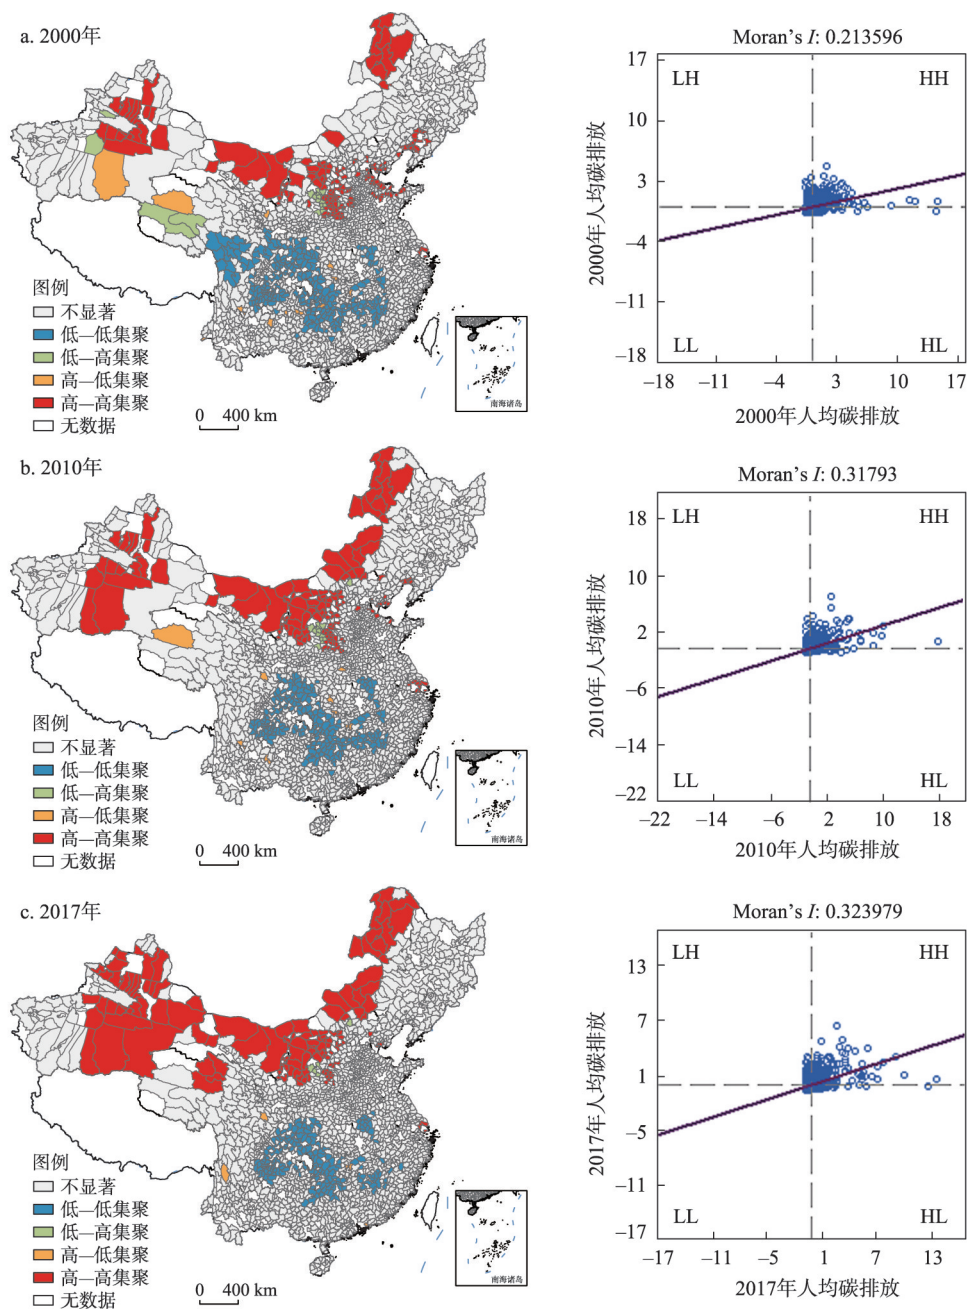 a. 2000年
图例
不显著
低—低集聚
低—高集聚
高—低集聚
高—高集聚
无数据
0 400 km
南海诸岛
Moran's I: 0.213596
LH
HH
LL
HL
17
10
3
−4
−11
−18
−18 −11 −4 3 10 17
2000年人均碳排放
2000年人均碳排放
b. 2010年
图例
不显著
低—低集聚
低—高集聚
高—低集聚
高—高集聚
无数据
0 400 km
南海诸岛
Moran's I: 0.31793
LH
HH
LL
HL
18
10
2
−6
−14
−22
−22 −14 −6 2 10 18
2010年人均碳排放
2010年人均碳排放
c. 2017年
图例
不显著
低—低集聚
低—高集聚
高—低集聚
高—高集聚
无数据
0 400 km
南海诸岛
Moran's I: 0.323979
LH
HH
LL
HL
13
7
1
−5
−11
−17
−17 −11 −5 1 7 13
2017年人均碳排放
2017年人均碳排放